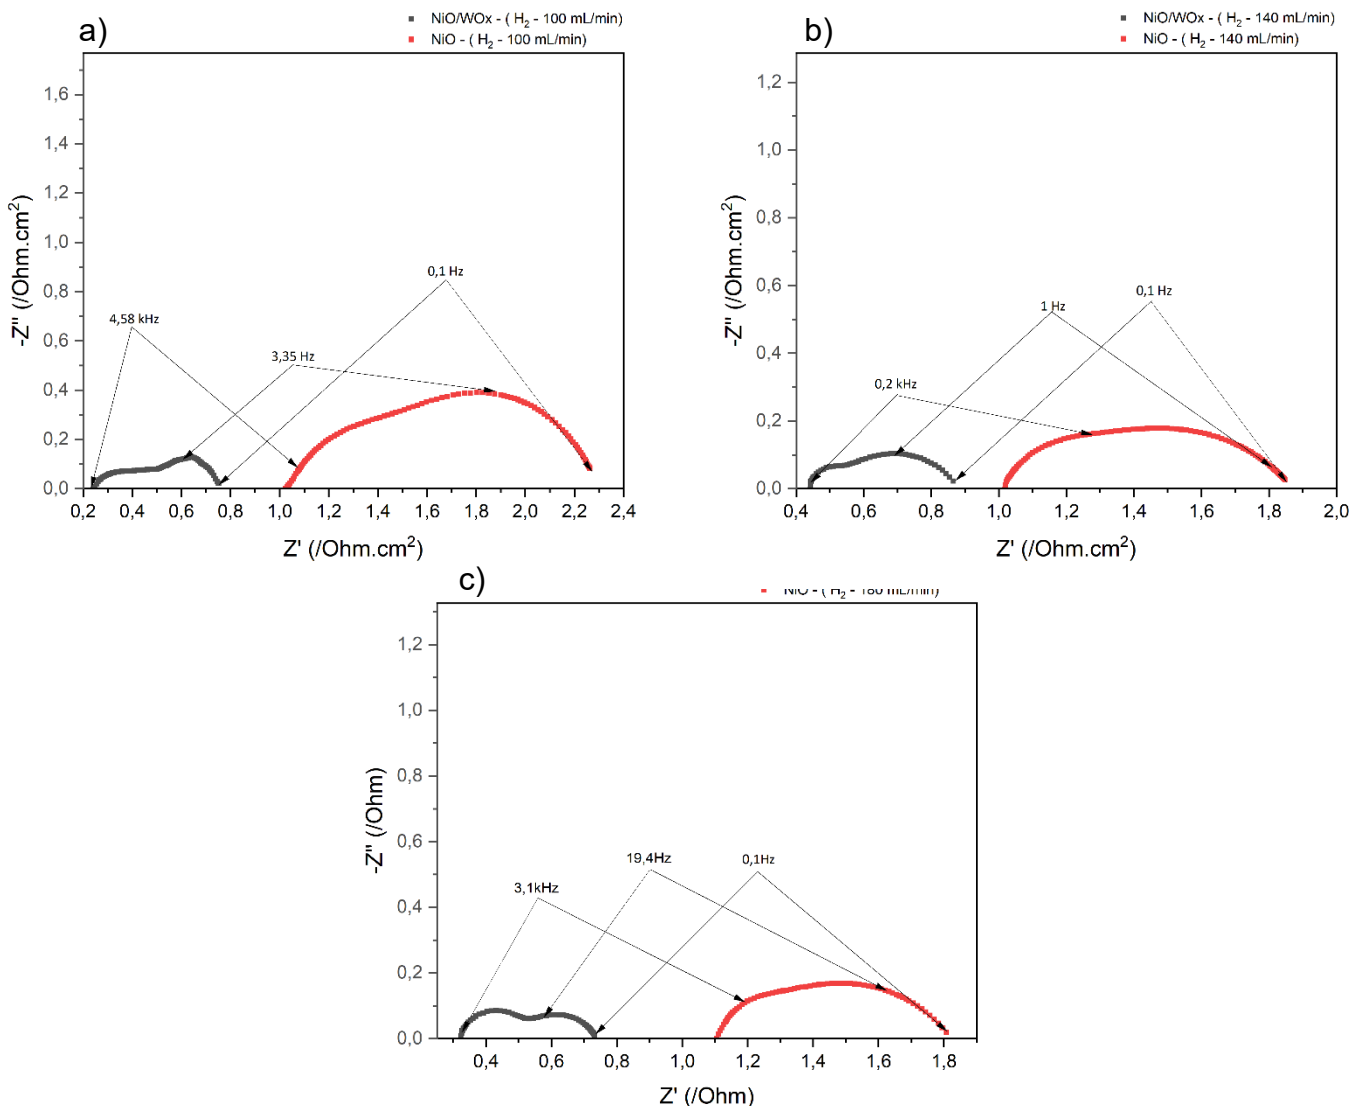 a)
NiO/WOx - ( H2 - 100 mL/min)
NiO - ( H2 - 100 mL/min)
1,6
1,4
1,2
1,0
0,8
0,6
0,4
0,2
0,0
-Z'' (/Ohm.cm2)
4,58 kHz
3,35 Hz
0,1 Hz
0,2 0,4 0,6 0,8 1,0 1,2 1,4 1,6 1,8 2,0 2,2 2,4
Z' (/Ohm.cm2)
b)
NiO/WOx - ( H2 - 140 mL/min)
NiO - ( H2 - 140 mL/min)
1,2
1,0
0,8
0,6
0,4
0,2
0,0
-Z'' (/Ohm.cm2)
0,2 kHz
1 Hz
0,1 Hz
0,4 0,6 0,8 1,0 1,2 1,4 1,6 1,8 2,0
Z' (/Ohm.cm2)
c)
NiO - ( H2 - 180 mL/min)
1,2
1,0
0,8
0,6
0,4
0,2
0,0
-Z'' (/Ohm)
3,1kHz
19,4Hz
0,1Hz
0,4 0,6 0,8 1,0 1,2 1,4 1,6 1,8
Z' (/Ohm)